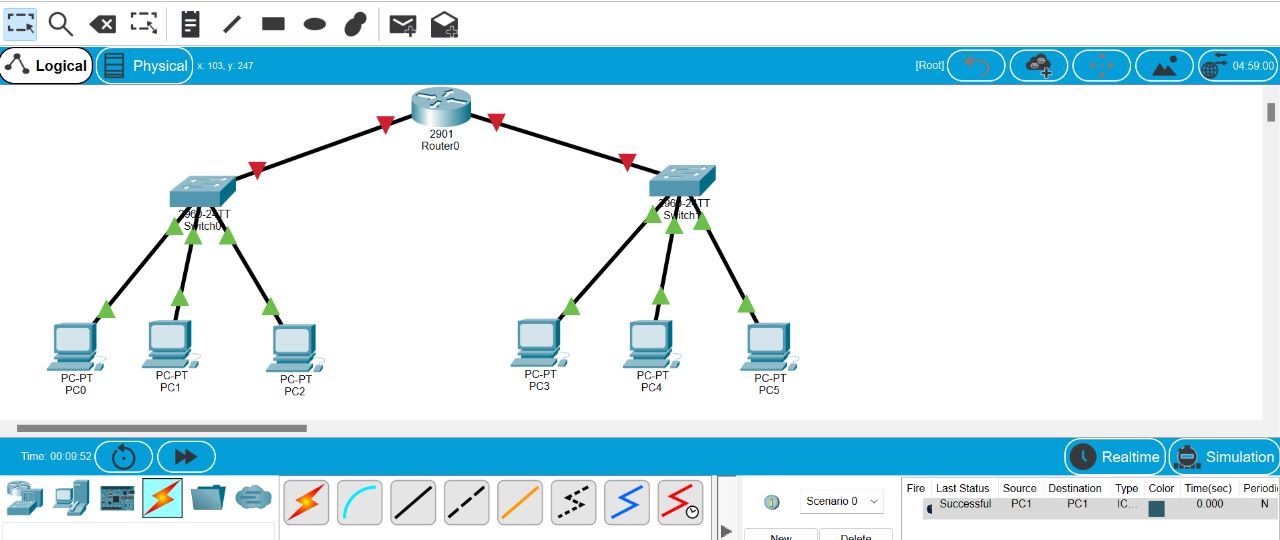 Logical
Physical
x: 103, y: 247
[Root]
04:59:00
2901
Router0
2960-24TT
Switch0
2960-24TT
Switch1
PC-PT
PC0
PC-PT
PC1
PC-PT
PC2
PC-PT
PC3
PC-PT
PC4
PC-PT
PC5
Time: 00:09:52
Realtime
Simulation
Scenario 0
New
Delete
Fire Last Status Source Destination Type Color Time(sec) Periodi
Successful PC1 PC1 IC... 0.000 N